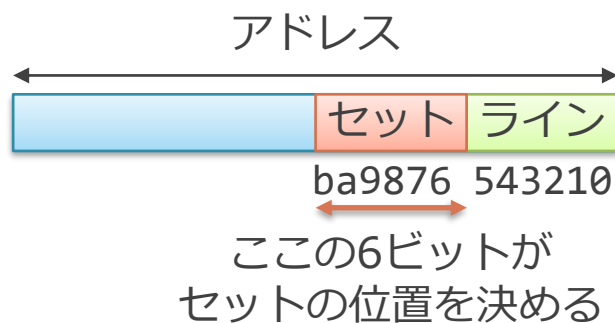 アドレス
セット ライン
ba9876 543210
ここの6ビットが
セットの位置を決める